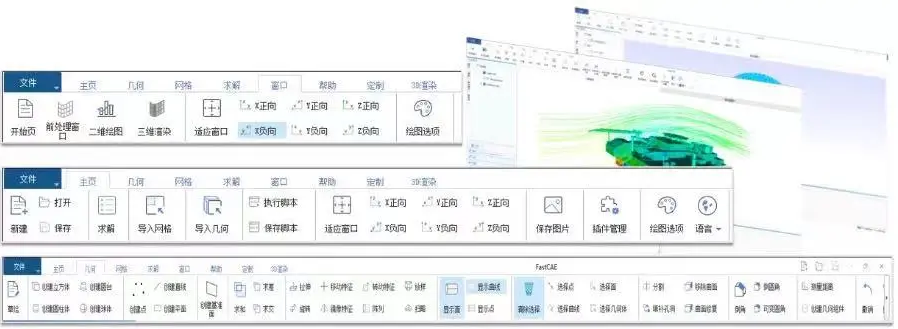 文件 主页 几何 网格 求解 窗口 帮助 定制 3D渲染
X正向 Y正向 Z正向
开始页 前处理窗口 二维绘图 三维渲染 适应窗口 X负向 Y负向 Z负向 绘图选项
文件 主页 几何 网格 求解 窗口 帮助 定制 3D渲染
打开 执行脚本 X正向 Y正向 Z正向
新建 保存 求解 导入网格 导入几何 保存脚本 适应窗口 X负向 Y负向 Z负向 保存图片 插件管理 绘图选项 语言
FastCAE
文件 主页 几何 网格 求解 窗口 帮助 定制 3D渲染
创建立方体 创建圆锥 创建直线 求差 拉伸 移动特征 转动特征 放样 显示曲线 选择点 选择面 分割 移除曲面 倒圆角 测量距离
草绘 创建圆柱体 创建球体 创建点 创建平面 创建基准面 求和 求交 旋转 镜像特征 阵列 扫掠 显示面 显示点 清除选择 选择曲线 选择几何体 填补孔洞 曲面修复 倒角 可变圆角 创建几何组件 撤销